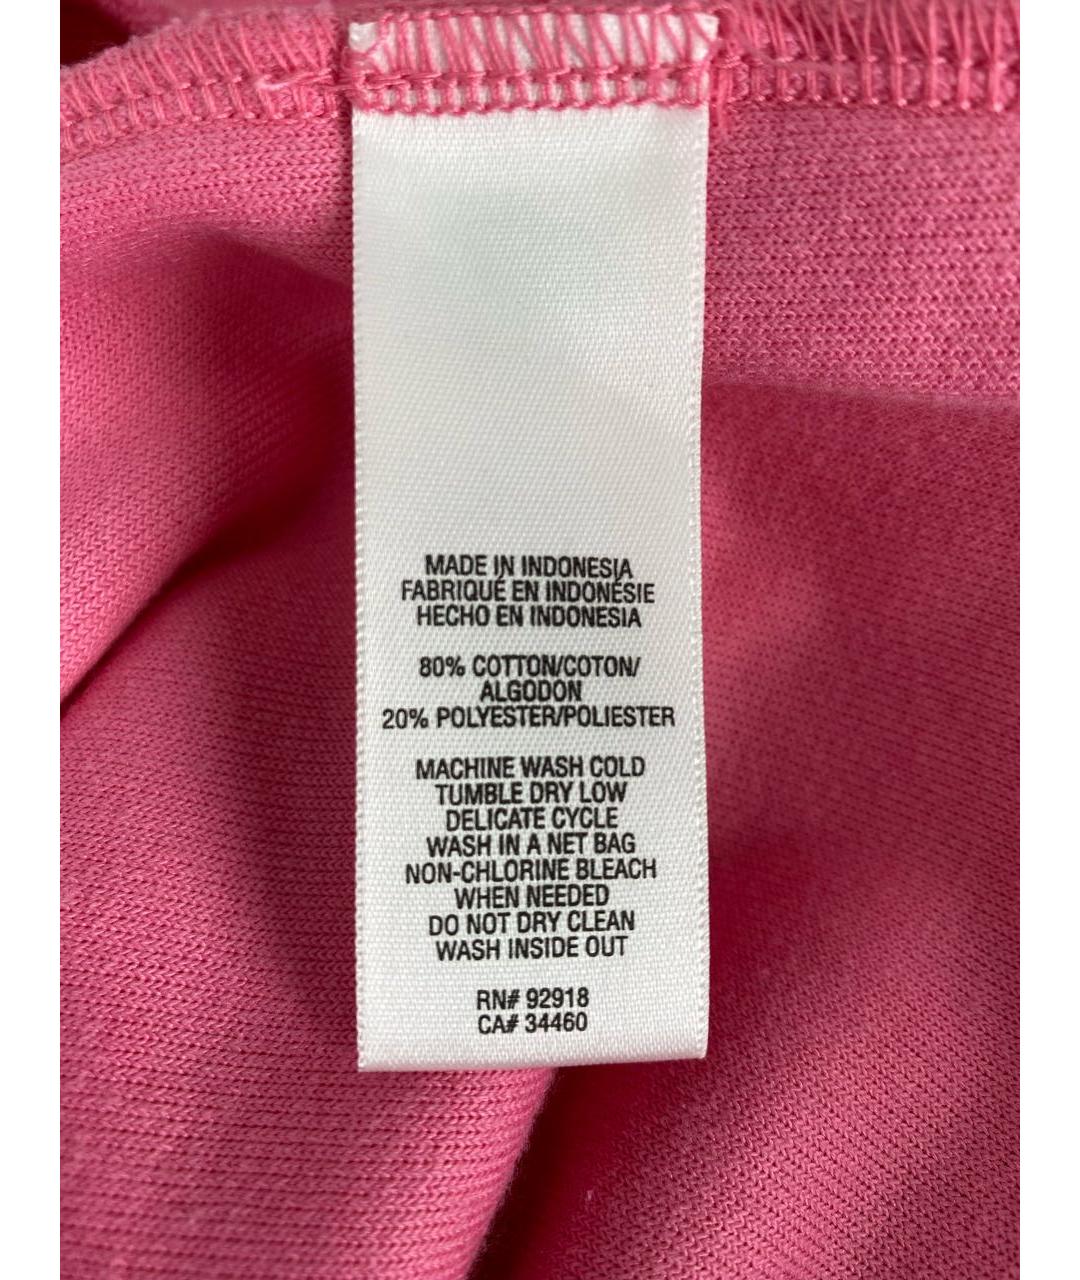 MADE IN INDONESIA
FABRIQUÉ EN INDONÉSIE
HECHO EN INDONESIA
80% COTTON/COTON/
ALGODON
20% POLYESTER/POLIESTER
MACHINE WASH COLD
TUMBLE DRY LOW
DELICATE CYCLE
WASH IN A NET BAG
NON-CHLORINE BLEACH
WHEN NEEDED
DO NOT DRY CLEAN
WASH INSIDE OUT
RN# 92918
CA# 34460